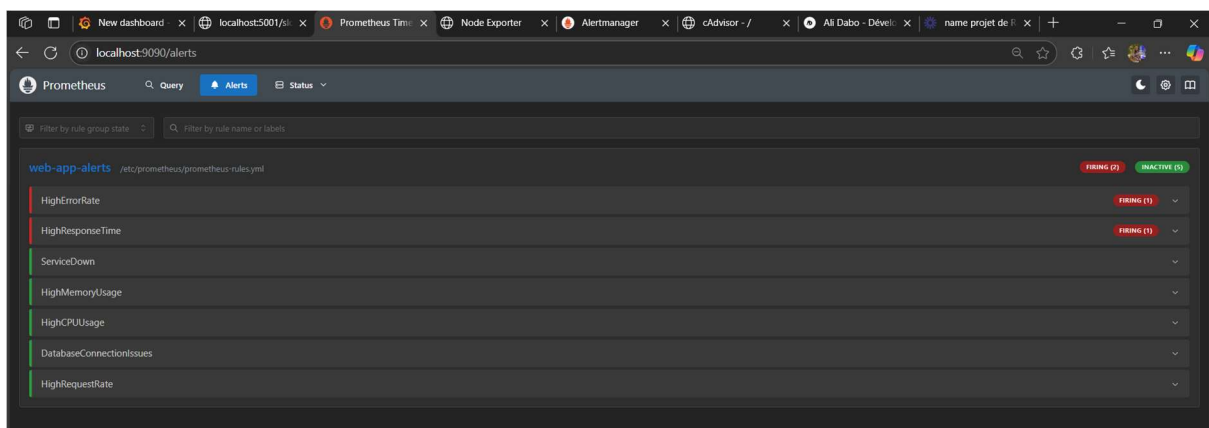 New dashboard - localhost:5001/sl Prometheus Time Node Exporter Alertmanager cAdvisor - / Ali Dabo - Dévelo name projet de R
localhost:9090/alerts
Prometheus Query Alerts Status
Filter by rule group state Filter by rule name or labels
web-app-alerts /etc/prometheus/prometheus-rules.yml FIRING (2) INACTIVE (5)
HighErrorRate FIRING (1)
HighResponseTime FIRING (1)
ServiceDown
HighMemoryUsage
HighCPUUsage
DatabaseConnectionIssues
HighRequestRate